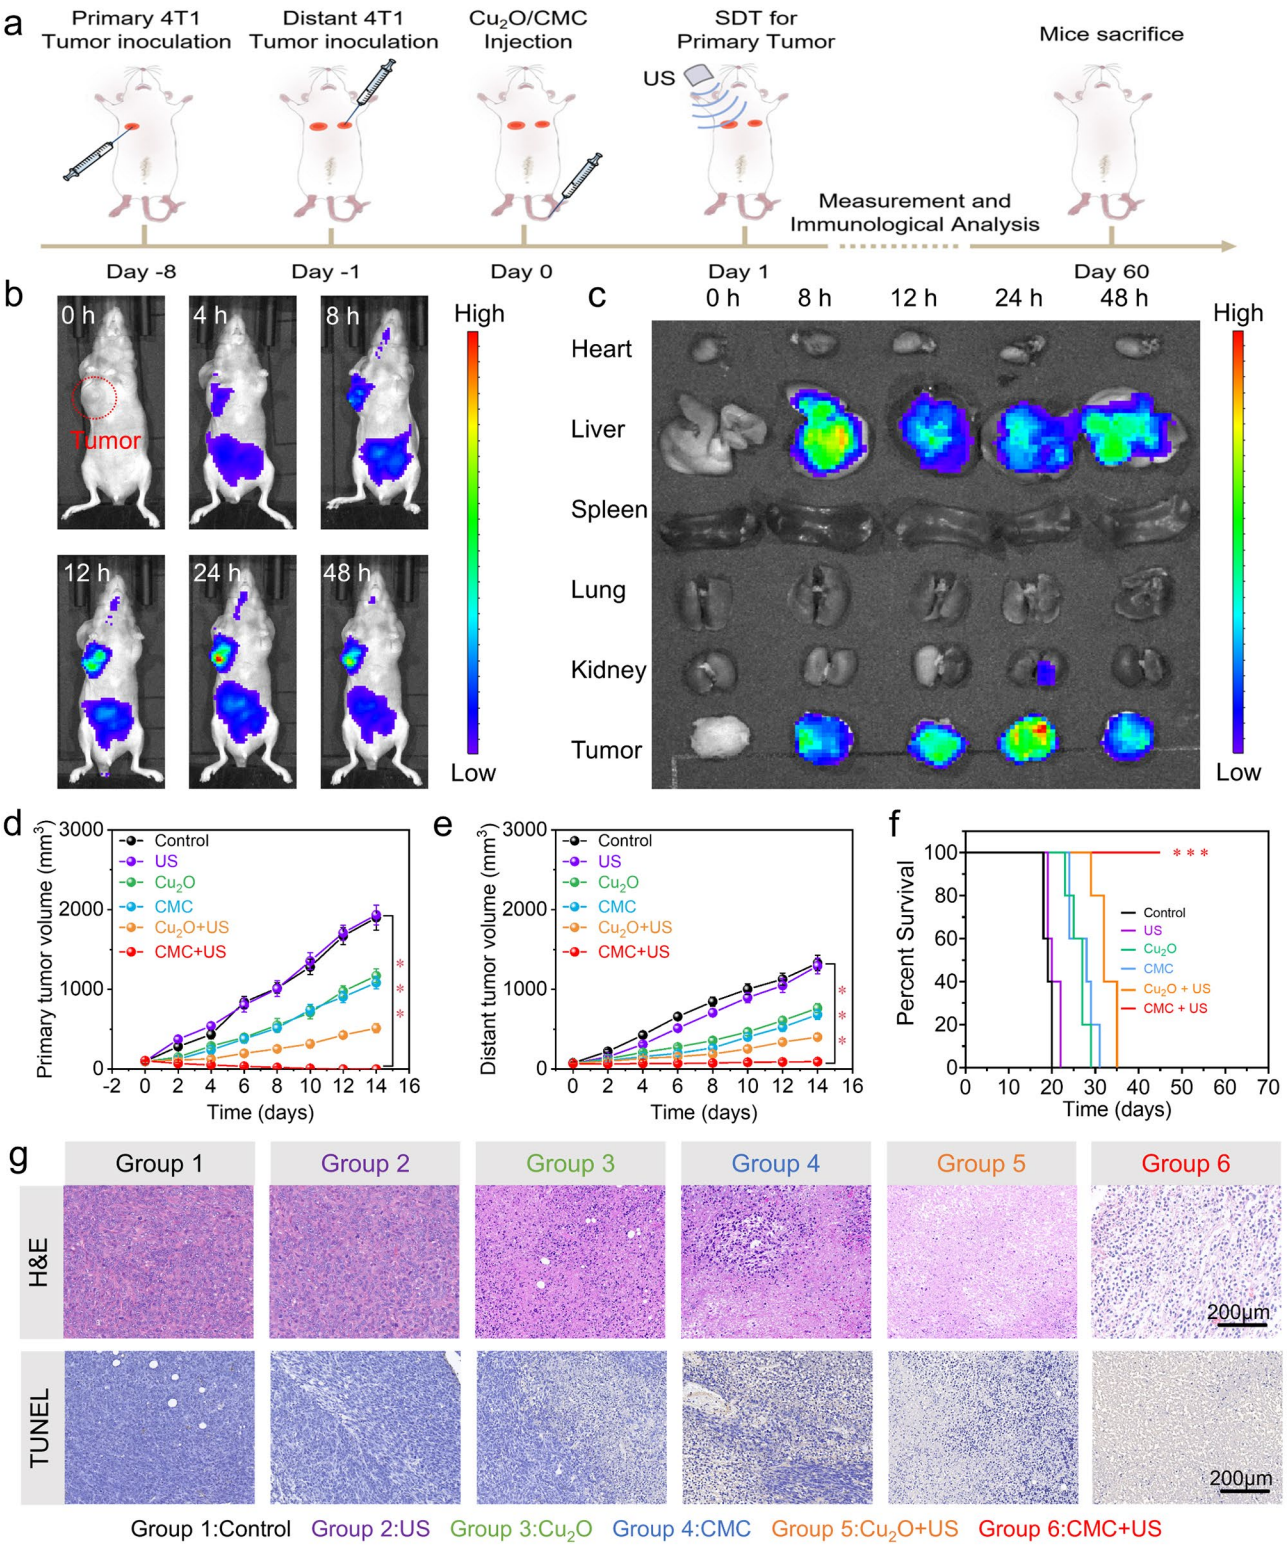 a
Primary 4T1
Tumor inoculation
Distant 4T1
Tumor inoculation
Cu₂O/CMC
Injection
SDT for
Primary Tumor
Mice sacrifice
US
Measurement and
Immunological Analysis
Day -8
Day -1
Day 0
Day 1
Day 60
b
0 h
4 h
8 h
Tumor
12 h
24 h
48 h
High
Low
c
0 h
8 h
12 h
24 h
48 h
Heart
Liver
Spleen
Lung
Kidney
Tumor
High
Low
d
Primary tumor volume (mm³)
3000
2000
1000
0
-2
0
2
4
6
8
10
12
14
16
Time (days)
Control
US
Cu₂O
CMC
Cu₂O+US
CMC+US
* * *
e
Distant tumor volume (mm³)
3000
2000
1000
0
0
2
4
6
8
10
12
14
16
Time (days)
Control
US
Cu₂O
CMC
Cu₂O+US
CMC+US
* * *
f
Percent Survival
100
80
60
40
20
0
0
10
20
30
40
50
60
70
Time (days)
* * *
Control
US
Cu₂O
CMC
Cu₂O + US
CMC + US
g
Group 1
Group 2
Group 3
Group 4
Group 5
Group 6
H&E
200μm
TUNEL
200μm
Group 1:Control
Group 2:US
Group 3:Cu₂O
Group 4:CMC
Group 5:Cu₂O+US
Group 6:CMC+US